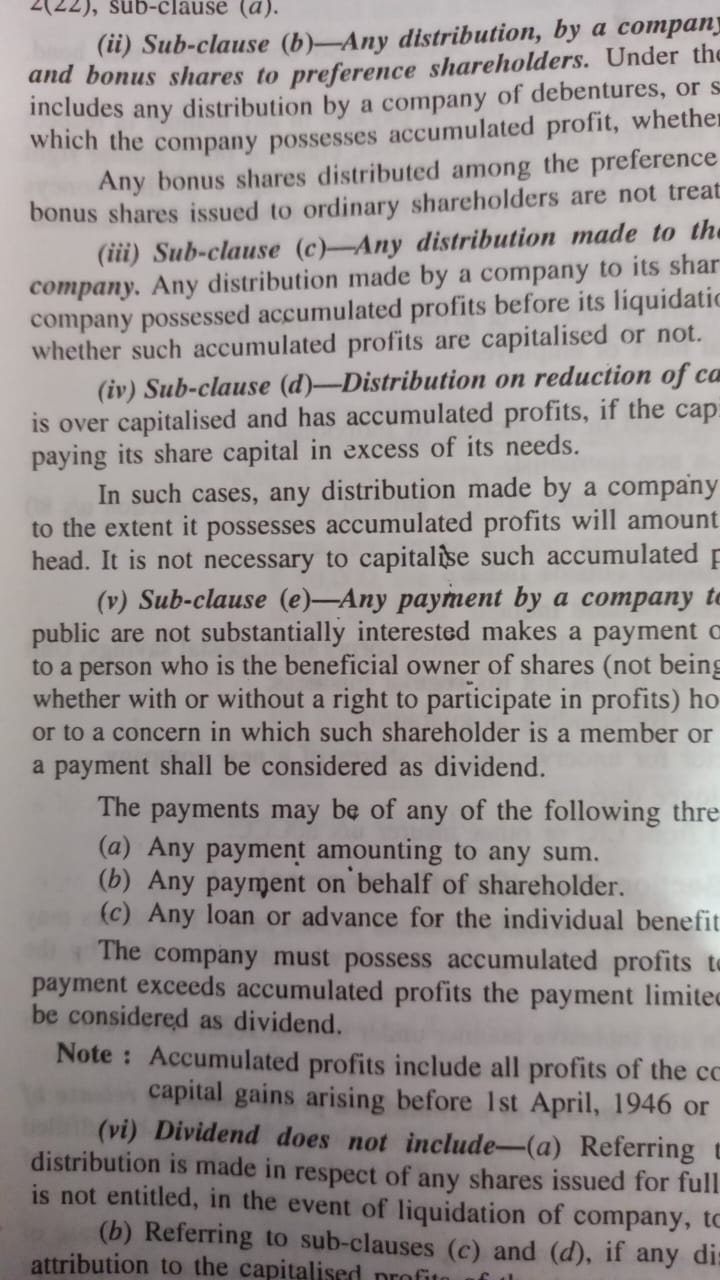 2(22), sub-clause (a).
(ii) Sub-clause (b)—Any distribution, by a company
and bonus shares to preference shareholders. Under the
includes any distribution by a company of debentures, or s
which the company possesses accumulated profit, whether
Any bonus shares distributed among the preference
bonus shares issued to ordinary shareholders are not treat
(iii) Sub-clause (c)—Any distribution made to the
company. Any distribution made by a company to its shar
company possessed accumulated profits before its liquidatio
whether such accumulated profits are capitalised or not.
(iv) Sub-clause (d)—Distribution on reduction of ca
is over capitalised and has accumulated profits, if the cap
paying its share capital in excess of its needs.
In such cases, any distribution made by a company
to the extent it possesses accumulated profits will amount
head. It is not necessary to capitalise such accumulated p
(v) Sub-clause (e)—Any payment by a company to
public are not substantially interested makes a payment o
to a person who is the beneficial owner of shares (not being
whether with or without a right to participate in profits) ho
or to a concern in which such shareholder is a member or
a payment shall be considered as dividend.
The payments may be of any of the following thre
(a) Any payment amounting to any sum.
(b) Any payment on behalf of shareholder.
(c) Any loan or advance for the individual benefit
The company must possess accumulated profits to
payment exceeds accumulated profits the payment limited
be considered as dividend.
Note : Accumulated profits include all profits of the co
capital gains arising before 1st April, 1946 or
(vi) Dividend does not include—(a) Referring t
distribution is made in respect of any shares issued for full
is not entitled, in the event of liquidation of company, to
(b) Referring to sub-clauses (c) and (d), if any dis
attribution to the capitalised profits of